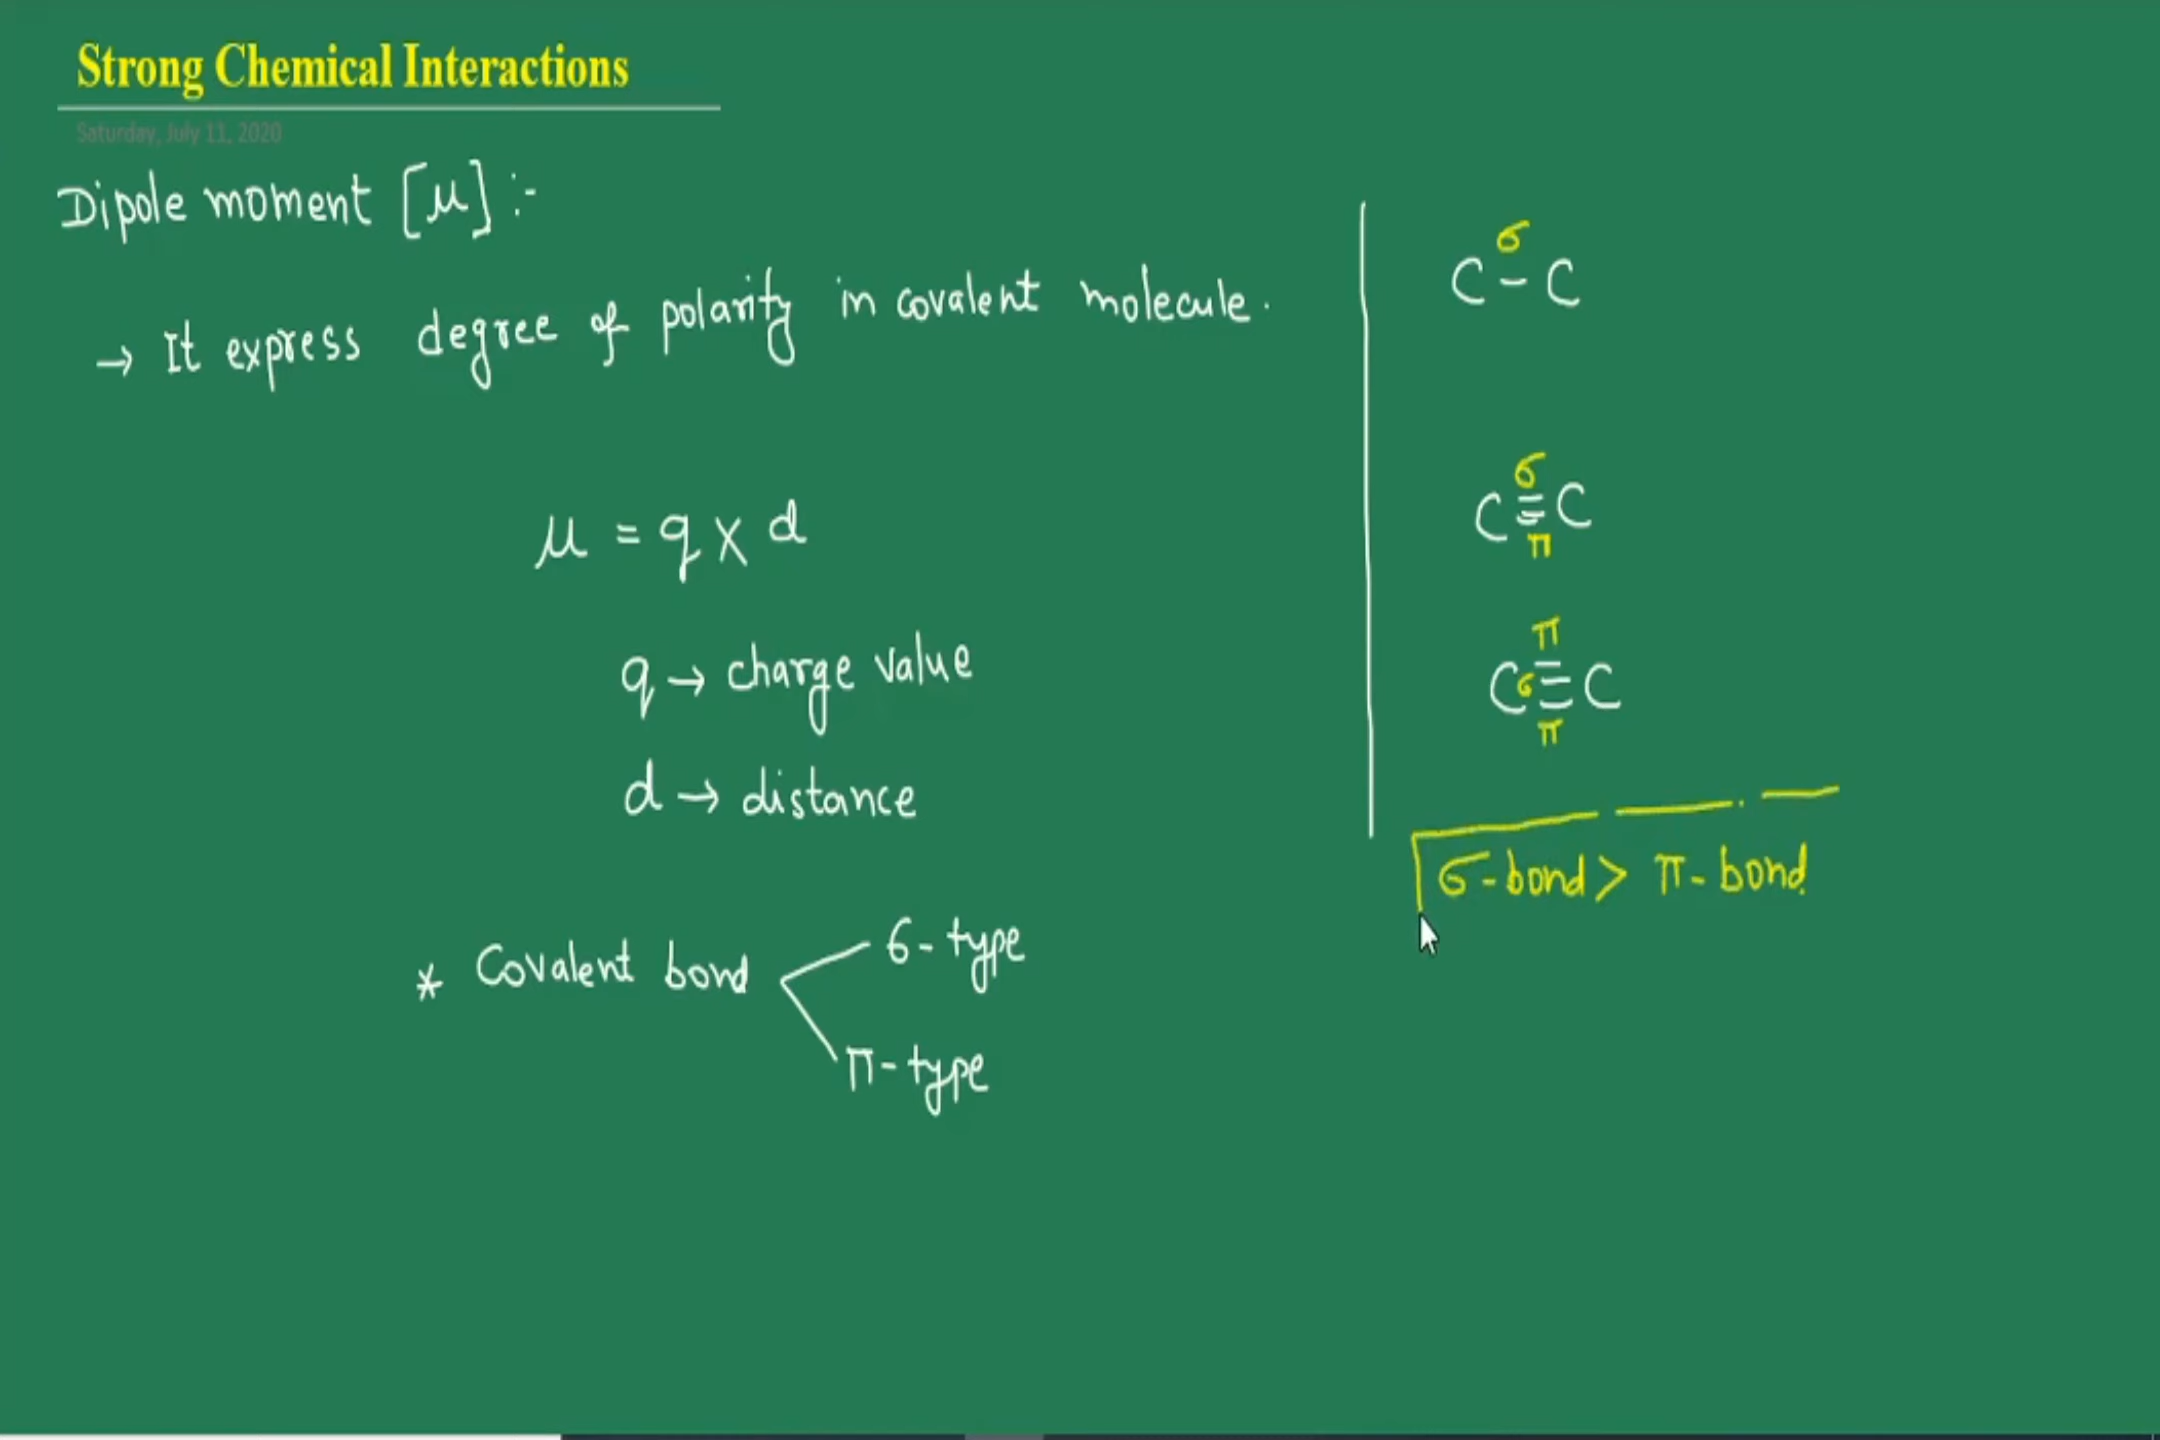 Strong Chemical Interactions
Saturday, July 11, 2020
Dipole moment [μ] :-
→ It express degree of polarity in covalent molecule.
μ = q x d
q → charge value
d → distance
* Covalent bond
σ- type
π- type
σ
C - C
σ
C = C
π
π
C σ ≡ C
π
σ-bond > π-bond